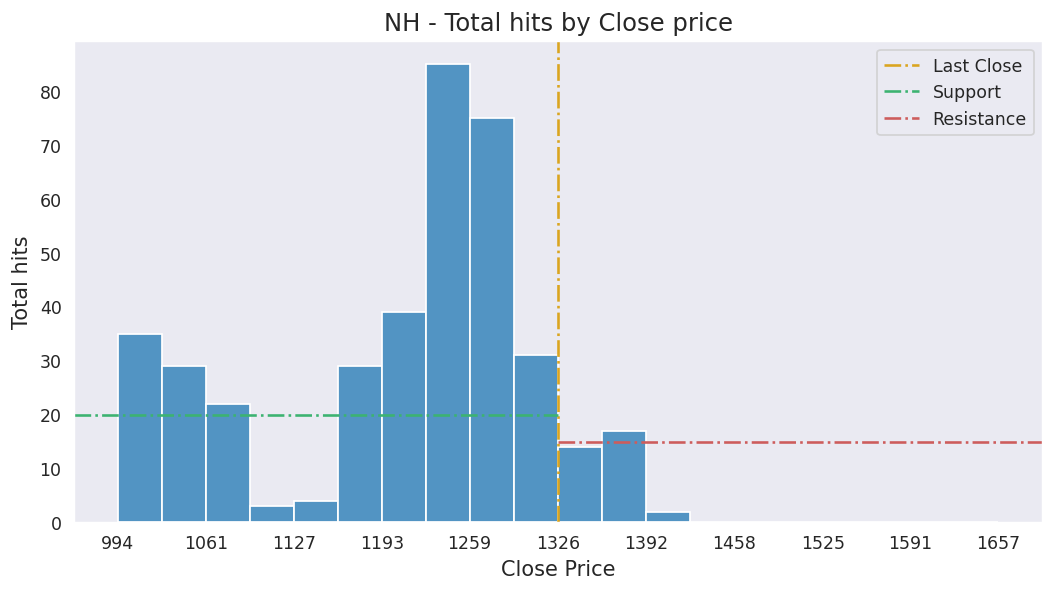 NH - Total hits by Close price
Last Close
Support
Resistance
Total hits
80
70
60
50
40
30
20
10
0
994 1061 1127 1193 1259 1326 1392 1458 1525 1591 1657
Close Price